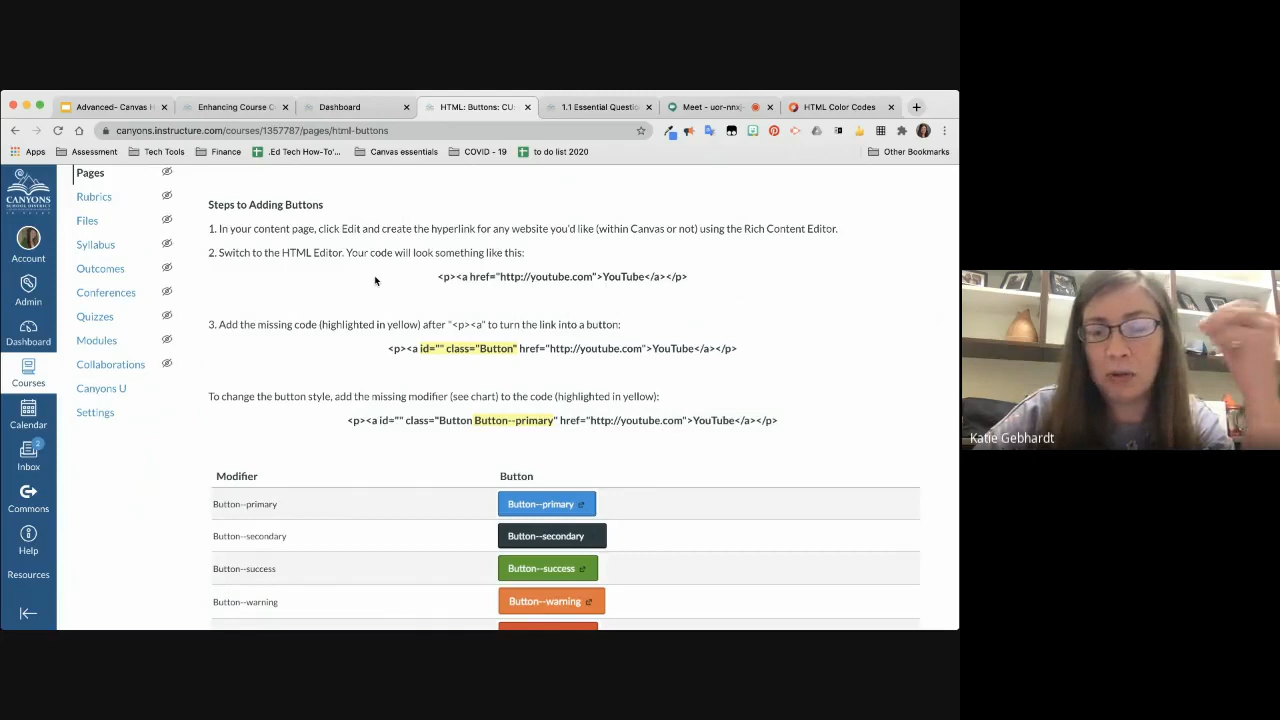 Advanced- Canvas H
Enhancing Course C
Dashboard
HTML: Buttons: CU:
1.1 Essential Questio
Meet - uor-nnxj-
HTML Color Codes
canyons.instructure.com/courses/1357787/pages/html-buttons
Apps
Assessment
Tech Tools
Finance
.Ed Tech How-To'...
Canvas essentials
COVID - 19
to do list 2020
Other Bookmarks
CANYONS
SCHOOL DISTRICT
Account
Admin
Dashboard
Courses
Calendar
2
Inbox
Commons
Help
Resources
Pages
Rubrics
Files
Syllabus
Outcomes
Conferences
Quizzes
Modules
Collaborations
Canyons U
Settings
Steps to Adding Buttons
1. In your content page, click Edit and create the hyperlink for any website you'd like (within Canvas or not) using the Rich Content Editor.
2. Switch to the HTML Editor. Your code will look something like this:
<p><a href="http://youtube.com">YouTube</a></p>
3. Add the missing code (highlighted in yellow) after "<p><a" to turn the link into a button:
<p><a id="" class="Button" href="http://youtube.com">YouTube</a></p>
To change the button style, add the missing modifier (see chart) to the code (highlighted in yellow):
<p><a id="" class="Button Button--primary" href="http://youtube.com">YouTube</a></p>
Modifier Button
Button--primary Button--primary
Button--secondary Button--secondary
Button--success Button--success
Button--warning Button--warning
Katie Gebhardt